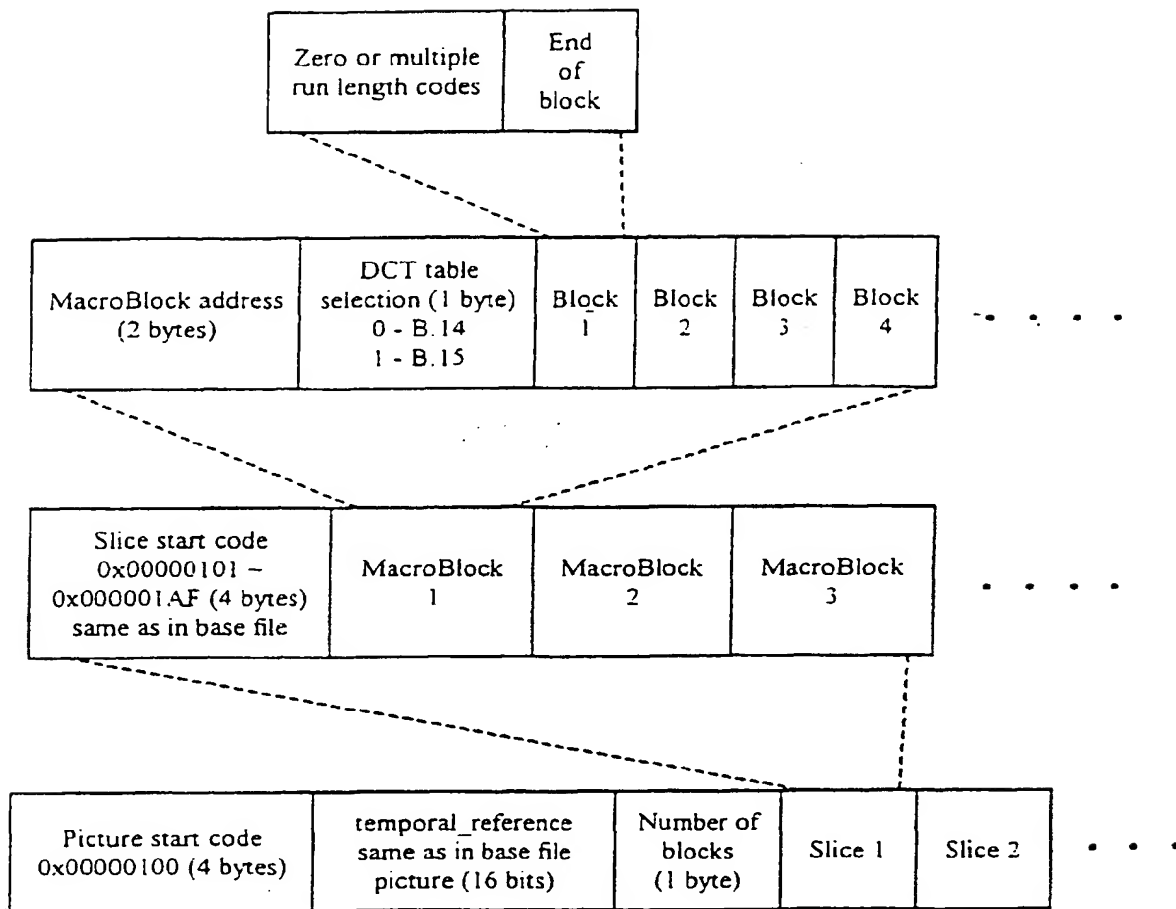 Zero or multiple
run length codes
End
of
block
MacroBlock address
(2 bytes)
DCT table
selection (1 byte)
0 - B.14
1 - B.15
Block
1
Block
2
Block
3
Block
4
Slice start code
0x00000101 –
0x000001AF (4 bytes)
same as in base file
MacroBlock
1
MacroBlock
2
MacroBlock
3
Picture start code
0x00000100 (4 bytes)
temporal_reference
same as in base file
picture (16 bits)
Number of
blocks
(1 byte)
Slice 1
Slice 2